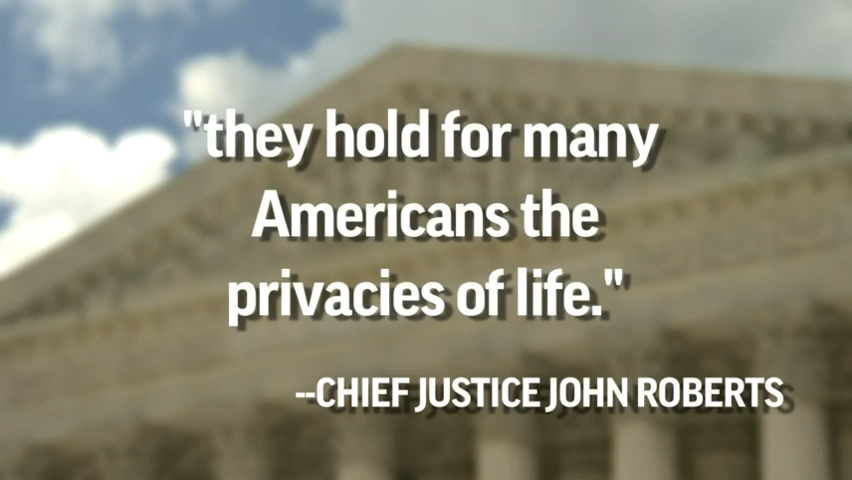 "they hold for many
Americans the
privacies of life."
--CHIEF JUSTICE JOHN ROBERTS